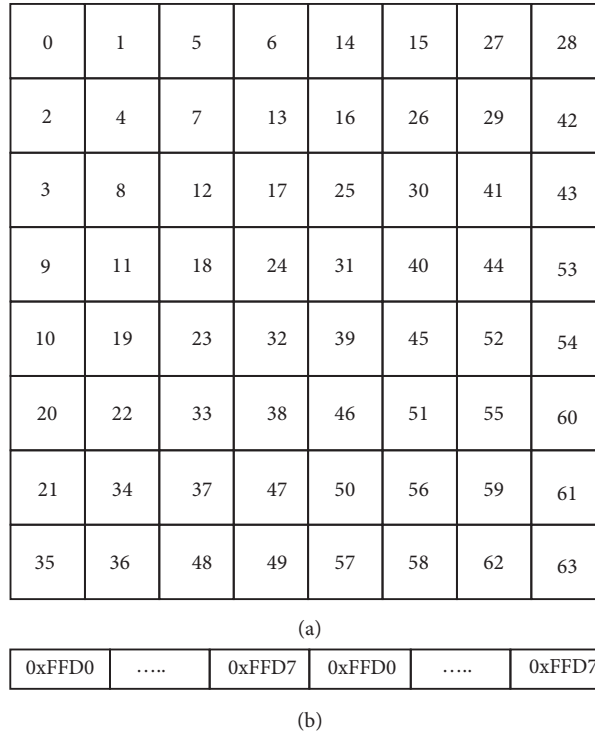 0 1 5 6 14 15 27 28
2 4 7 13 16 26 29 42
3 8 12 17 25 30 41 43
9 11 18 24 31 40 44 53
10 19 23 32 39 45 52 54
20 22 33 38 46 51 55 60
21 34 37 47 50 56 59 61
35 36 48 49 57 58 62 63
(a)
0xFFD0 ..... 0xFFD7 0xFFD0 ..... 0xFFD7
(b)